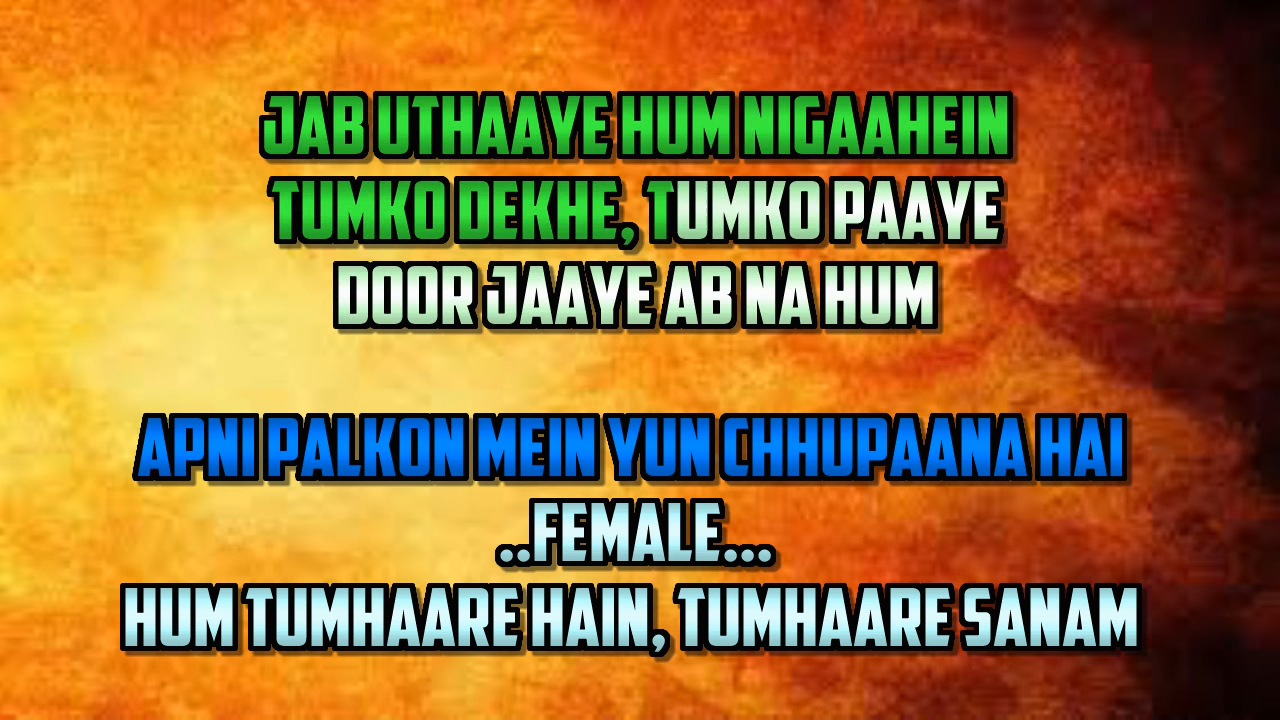 JAB UTHAAYE HUM NIGAAHEIN
TUMKO DEKHE, TUMKO PAAYE
DOOR JAAYE AB NA HUM
APNI PALKON MEIN YUN CHHUPAANA HAI
..FEMALE...
HUM TUMHAARE HAIN, TUMHAARE SANAM